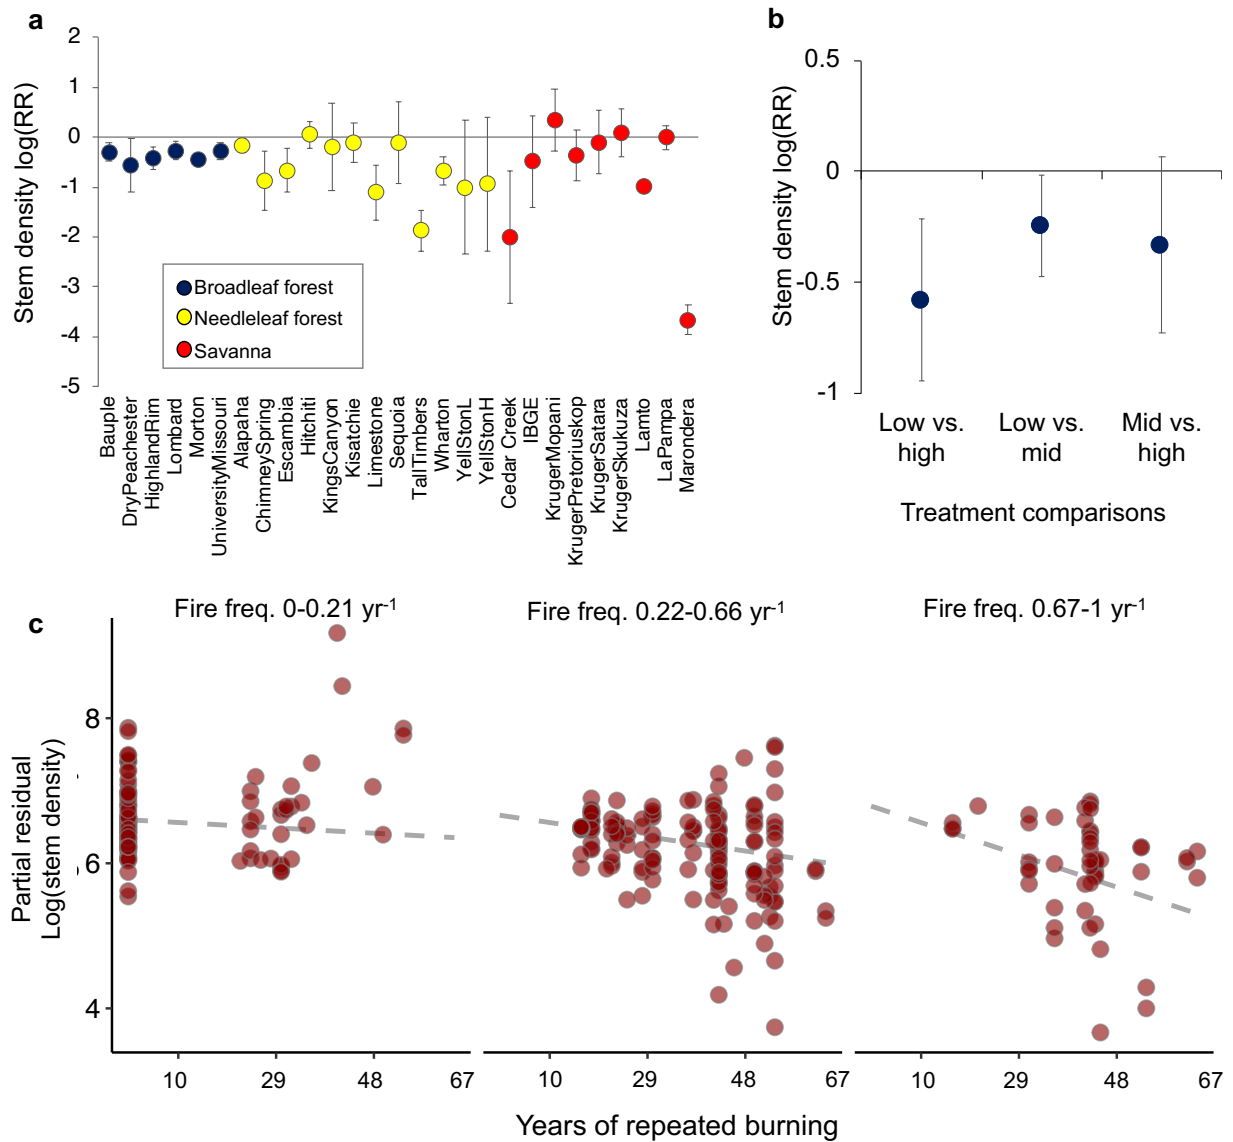 a
2
1
0
-1
-2
-3
-4
-5
Stem density log(RR)
Broadleaf forest
Needleleaf forest
Savanna
Bauple
DryPeachester
HighlandRim
Lombard
Morton
UniversityMissouri
Alapaha
ChimneySpring
Escambia
Hitchiti
KingsCanyon
Kisatchie
Limestone
Sequoia
TallTimbers
Wharton
YellStonL
YellStonH
Cedar Creek
IBGE
KrugerMopani
KrugerPretoriuskop
KrugerSatara
KrugerSkukuza
Lamto
LaPampa
Marondera
b
0.5
0
-0.5
-1
Stem density log(RR)
Low vs. high
Low vs. mid
Mid vs. high
Treatment comparisons
c
Fire freq. 0-0.21 yr-1
Fire freq. 0.22-0.66 yr-1
Fire freq. 0.67-1 yr-1
Partial residual
Log(stem density)
8
6
4
10 29 48 67
10 29 48 67
10 29 48 67
Years of repeated burning